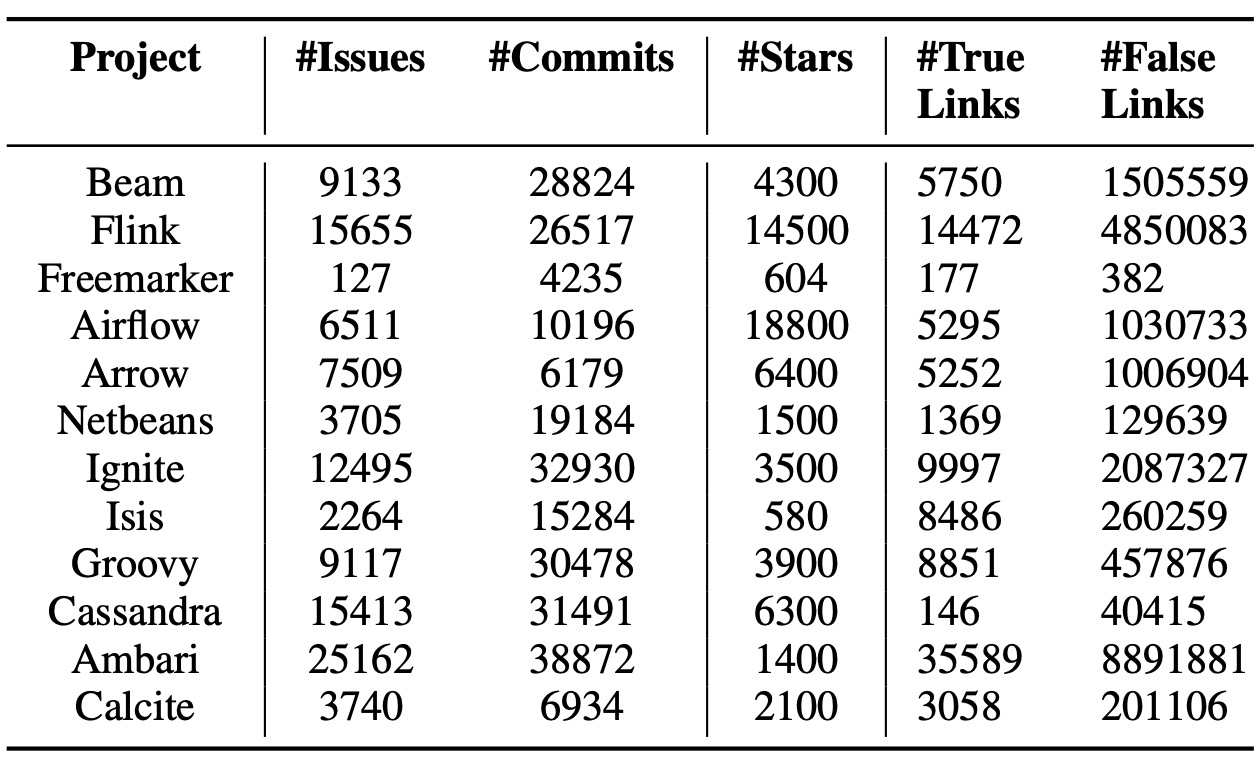 Project #Issues #Commits #Stars #True Links #False Links
Beam 9133 28824 4300 5750 1505559
Flink 15655 26517 14500 14472 4850083
Freemarker 127 4235 604 177 382
Airflow 6511 10196 18800 5295 1030733
Arrow 7509 6179 6400 5252 1006904
Netbeans 3705 19184 1500 1369 129639
Ignite 12495 32930 3500 9997 2087327
Isis 2264 15284 580 8486 260259
Groovy 9117 30478 3900 8851 457876
Cassandra 15413 31491 6300 146 40415
Ambari 25162 38872 1400 35589 8891881
Calcite 3740 6934 2100 3058 201106